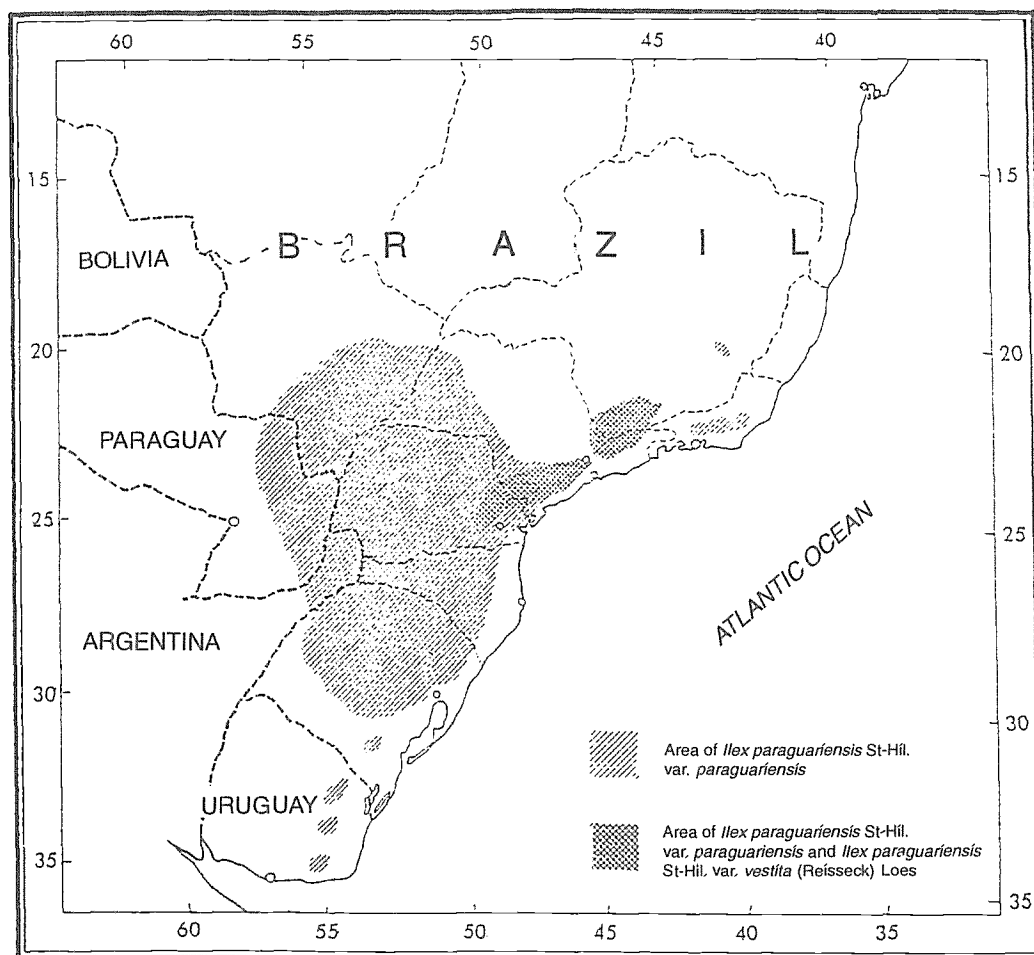 60 55 50 45 40
15 15
B R A Z I L
BOLIVIA
20 20
PARAGUAY
25 25
ATLANTIC OCEAN
ARGENTINA
30 30
Area of Ilex paraguariensis St-Hil.
var. paraguariensis
URUGUAY
Area of Ilex paraguariensis St-Hil.
var. paraguariensis and Ilex paraguariensis
St-Hil. var. vestita (Reisseck) Loes
35 35
60 55 50 45 40 35